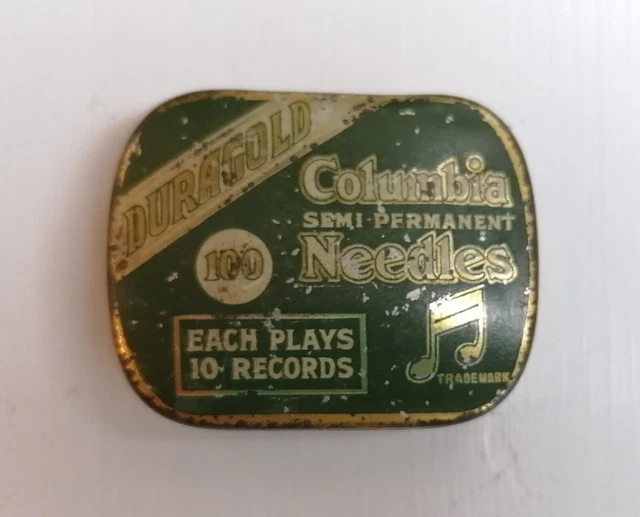 DURAGOLD
Columbia
SEMI-PERMANENT
Needles
100
EACH PLAYS
10 RECORDS
TRADEMARK